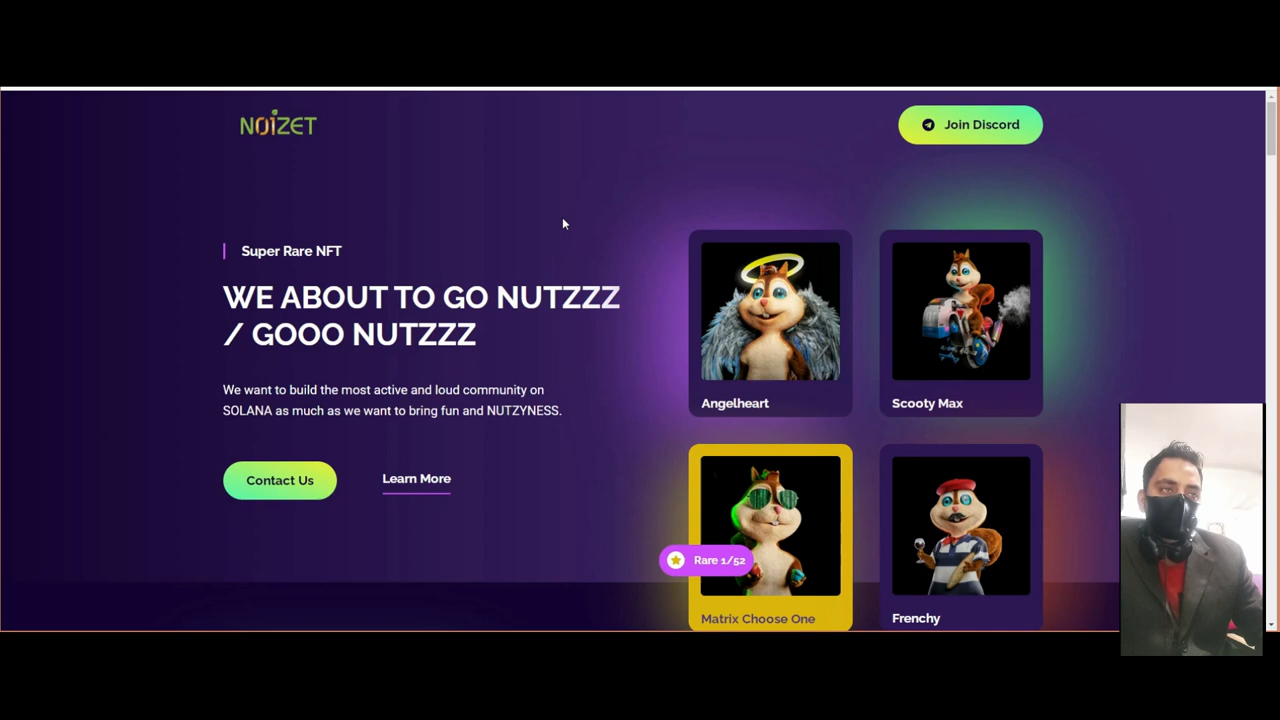 NOIZET
Join Discord
Super Rare NFT
WE ABOUT TO GO NUTZZZ
/ GOOO NUTZZZ
We want to build the most active and loud community on
SOLANA as much as we want to bring fun and NUTZYNESS.
Contact Us
Learn More
Angelheart
Scooty Max
Rare 1/52
Matrix Choose One
Frenchy